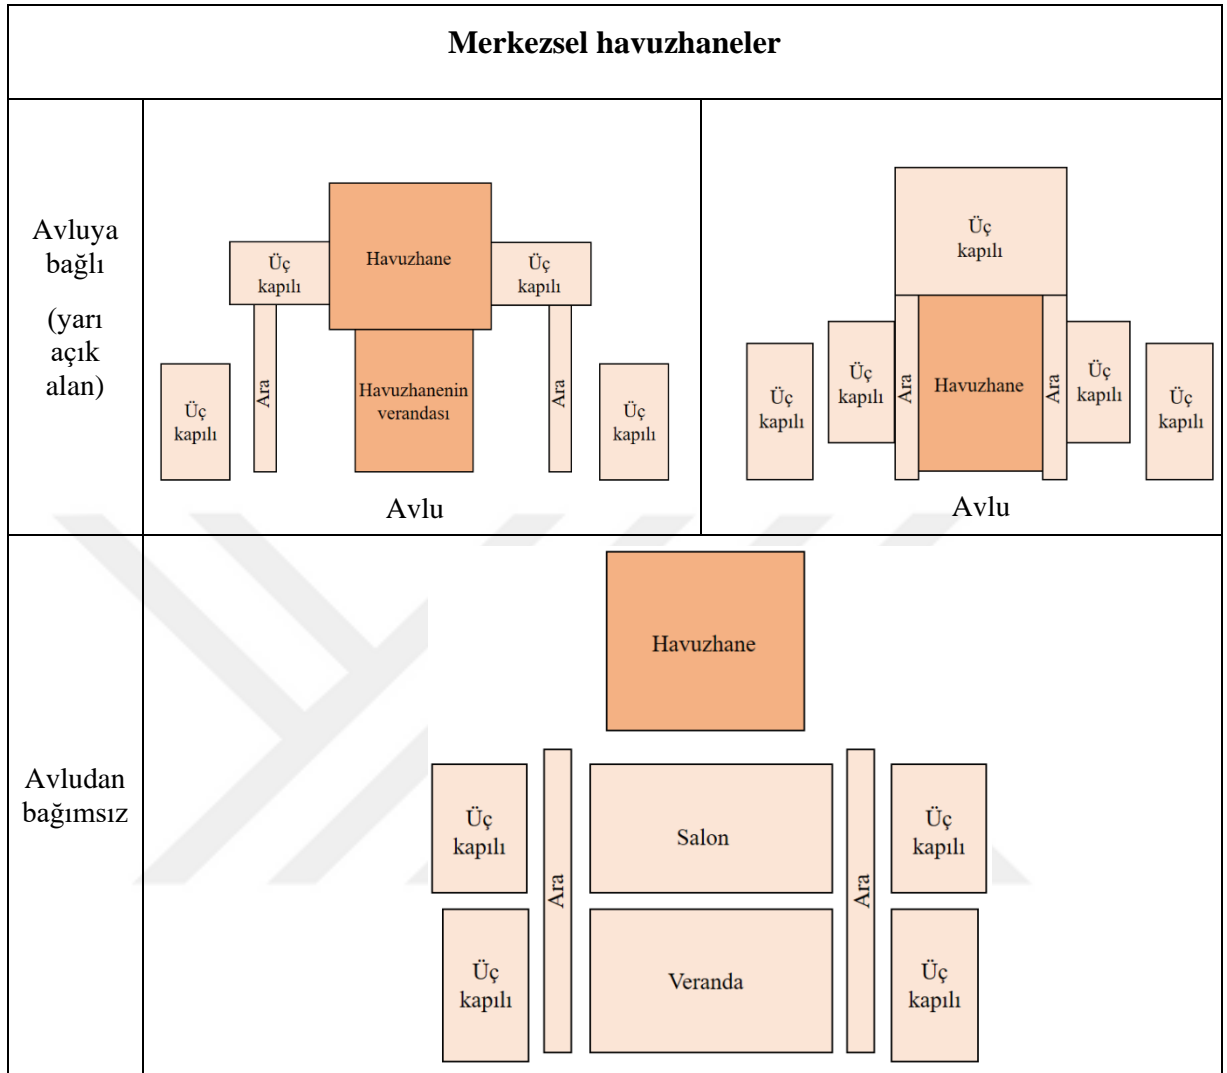 Merkezsel havuzhaneler
Avluya
bağlı
(yarı
açık
alan)
Havuzhane
Üç
kapılı
Üç
kapılı
Ara
Ara
Havuzhanenin
verandası
Üç
kapılı
Üç
kapılı
Avlu
Üç
kapılı
Üç
kapılı
Üç
kapılı
Ara
Havuzhane
Ara
Üç
kapılı
Üç
kapılı
Avlu
Avludan
bağımsız
Havuzhane
Üç
kapılı
Ara
Salon
Ara
Üç
kapılı
Üç
kapılı
Veranda
Üç
kapılı